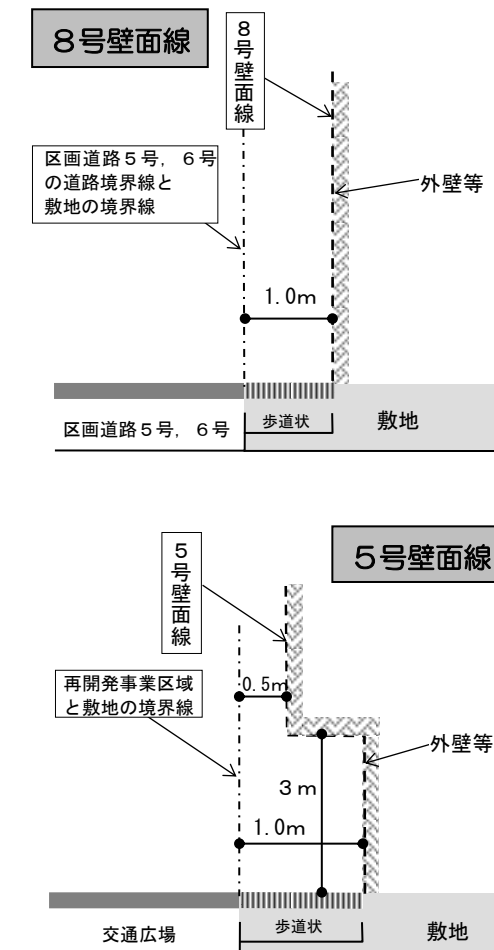 8号壁面線
8号壁面線
区画道路5号，6号
の道路境界線と
敷地の境界線
外壁等
1.0m
区画道路5号，6号
歩道状
敷地
5号壁面線
5号壁面線
再開発事業区域
と敷地の境界線
0.5m
外壁等
3m
1.0m
交通広場
歩道状
敷地